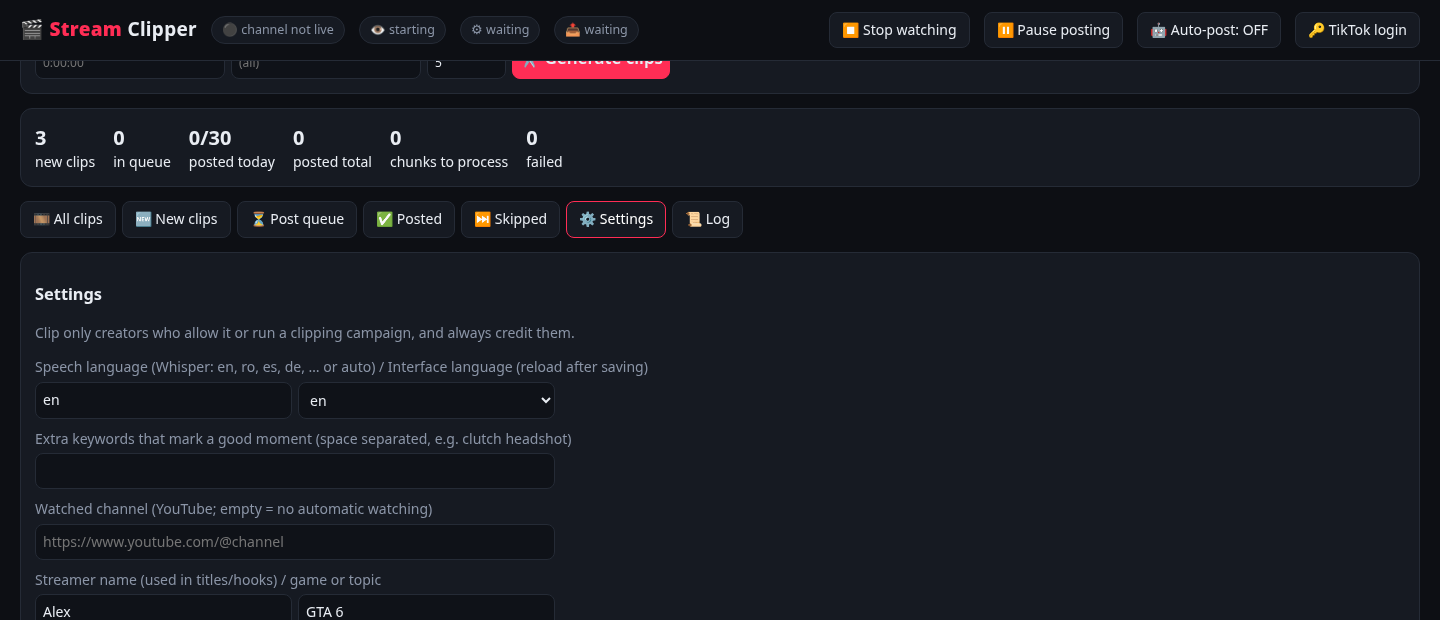 Stream Clipper
channel not live
starting
waiting
waiting
Stop watching
Pause posting
Auto-post: OFF
TikTok login
0:00:00
(all)
5
Generate clips
3
new clips
0
in queue
0/30
posted today
0
posted total
0
chunks to process
0
failed
All clips
New clips
Post queue
Posted
Skipped
Settings
Log
Settings
Clip only creators who allow it or run a clipping campaign, and always credit them.
Speech language (Whisper: en, ro, es, de, ... or auto) / Interface language (reload after saving)
en
en
Extra keywords that mark a good moment (space separated, e.g. clutch headshot)
Watched channel (YouTube; empty = no automatic watching)
https://www.youtube.com/@channel
Streamer name (used in titles/hooks) / game or topic
Alex
GTA 6